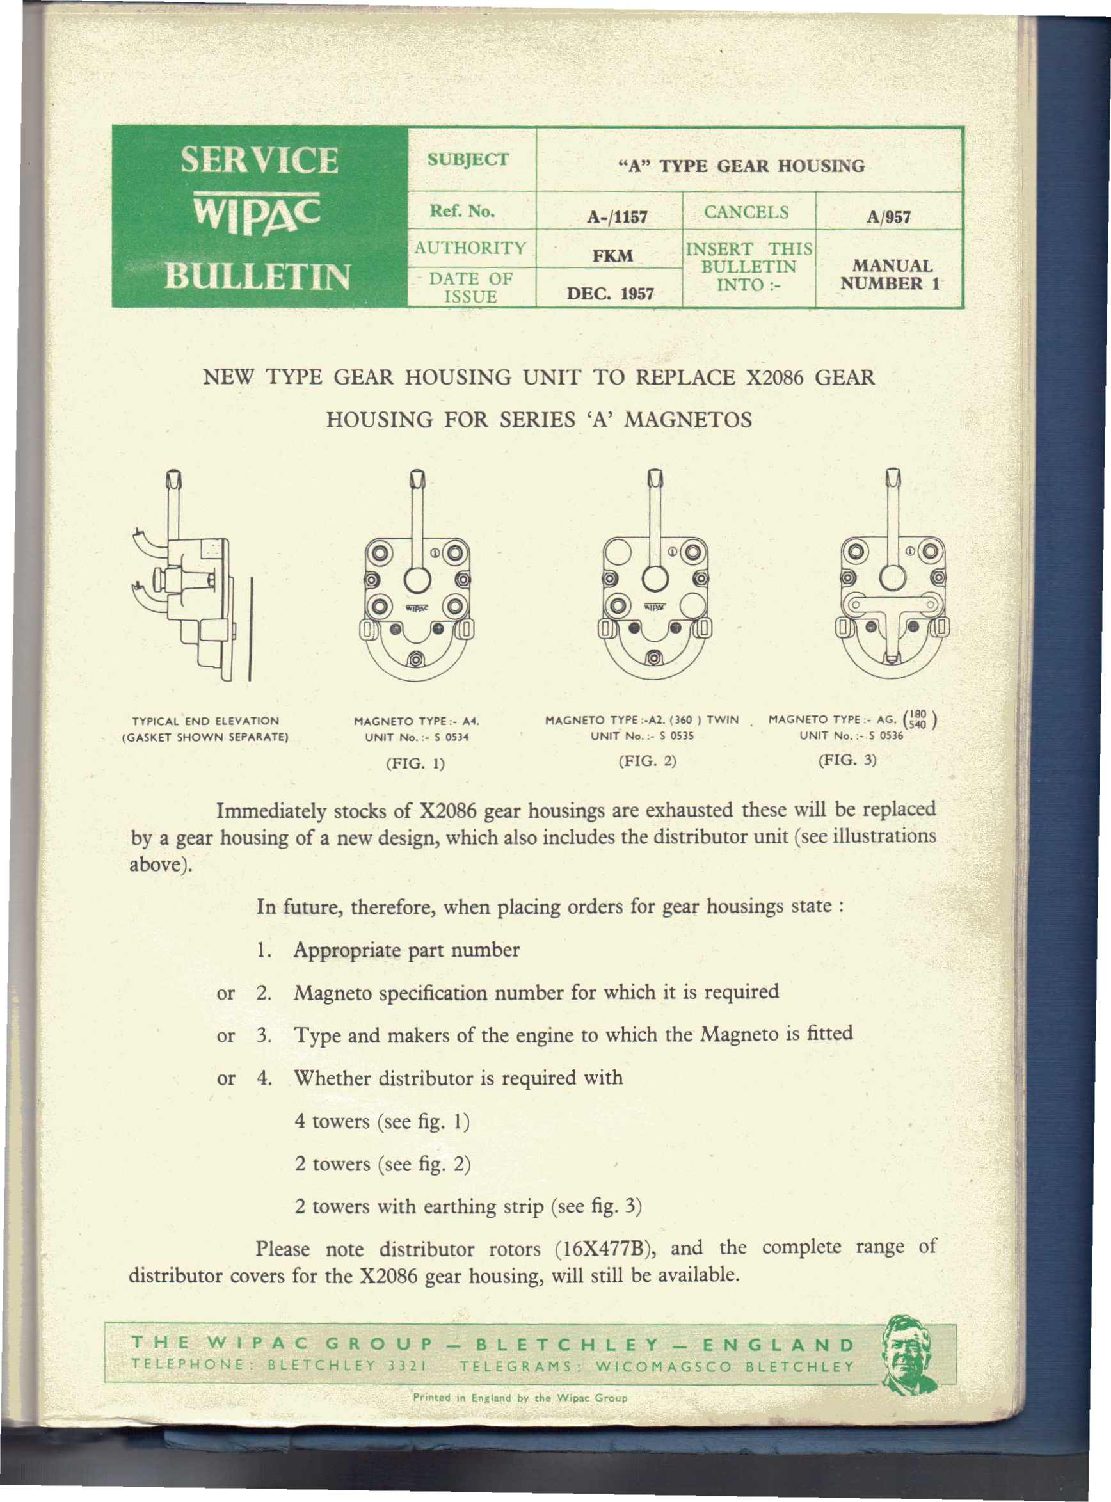 SERVICE
WIPAC
BULLETIN
SUBJECT
"A" TYPE GEAR HOUSING
Ref. No.
A-/1157
CANCELS
A/957
AUTHORITY
FKM
INSERT THIS
BULLETIN
INTO :-
MANUAL
NUMBER 1
DATE OF
ISSUE
DEC. 1957
NEW TYPE GEAR HOUSING UNIT TO REPLACE X2086 GEAR
HOUSING FOR SERIES 'A' MAGNETOS
WIPAC
WIPAC
TYPICAL END ELEVATION
(GASKET SHOWN SEPARATE)
MAGNETO TYPE :- A4.
UNIT No. :- S 0534
(FIG. 1)
MAGNETO TYPE :-A2. (360 ) TWIN
UNIT No. :- S 0535
(FIG. 2)
MAGNETO TYPE :- AG. (180 540 )
UNIT No. :- S 0536
(FIG. 3)
Immediately stocks of X2086 gear housings are exhausted these will be replaced
by a gear housing of a new design, which also includes the distributor unit (see illustrations
above).
In future, therefore, when placing orders for gear housings state :
1. Appropriate part number
or 2. Magneto specification number for which it is required
or 3. Type and makers of the engine to which the Magneto is fitted
or 4. Whether distributor is required with
4 towers (see fig. 1)
2 towers (see fig. 2)
2 towers with earthing strip (see fig. 3)
Please note distributor rotors (16X477B), and the complete range of
distributor covers for the X2086 gear housing, will still be available.
THE WIPAC GROUP — BLETCHLEY — ENGLAND
TELEPHONE: BLETCHLEY 3321 TELEGRAMS: WICOMAGSCO BLETCHLEY
Printed in England by the Wipac Group